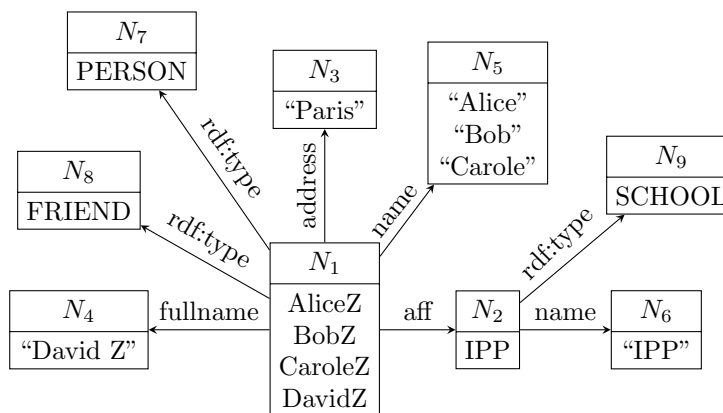 N7
PERSON
N3
“Paris”
N5
“Alice”
“Bob”
“Carole”
N8
FRIEND
N9
SCHOOL
rdf:type
rdf:type
address
name
rdf:type
N4
“David Z”
fullname
N1
AliceZ
BobZ
CaroleZ
DavidZ
aff
N2
IPP
name
N6
“IPP”